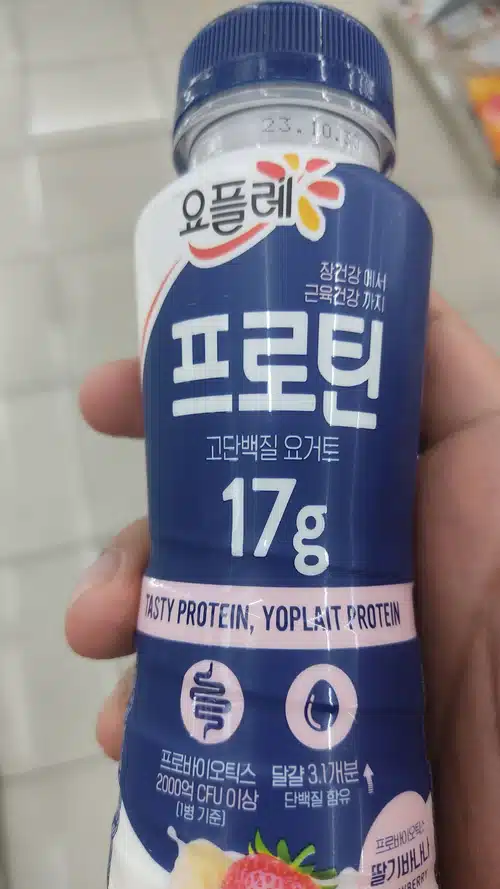 요플레
장건강 에서
근육건강 까지
프로틴
고단백질 요거트
17g
TASTY PROTEIN, YOPLAIT PROTEIN
프로바이오틱스
2000억 CFU 이상
(1병 기준)
달걀 3.1개분
단백질 함유
프로바이오틱스
딸기바나나